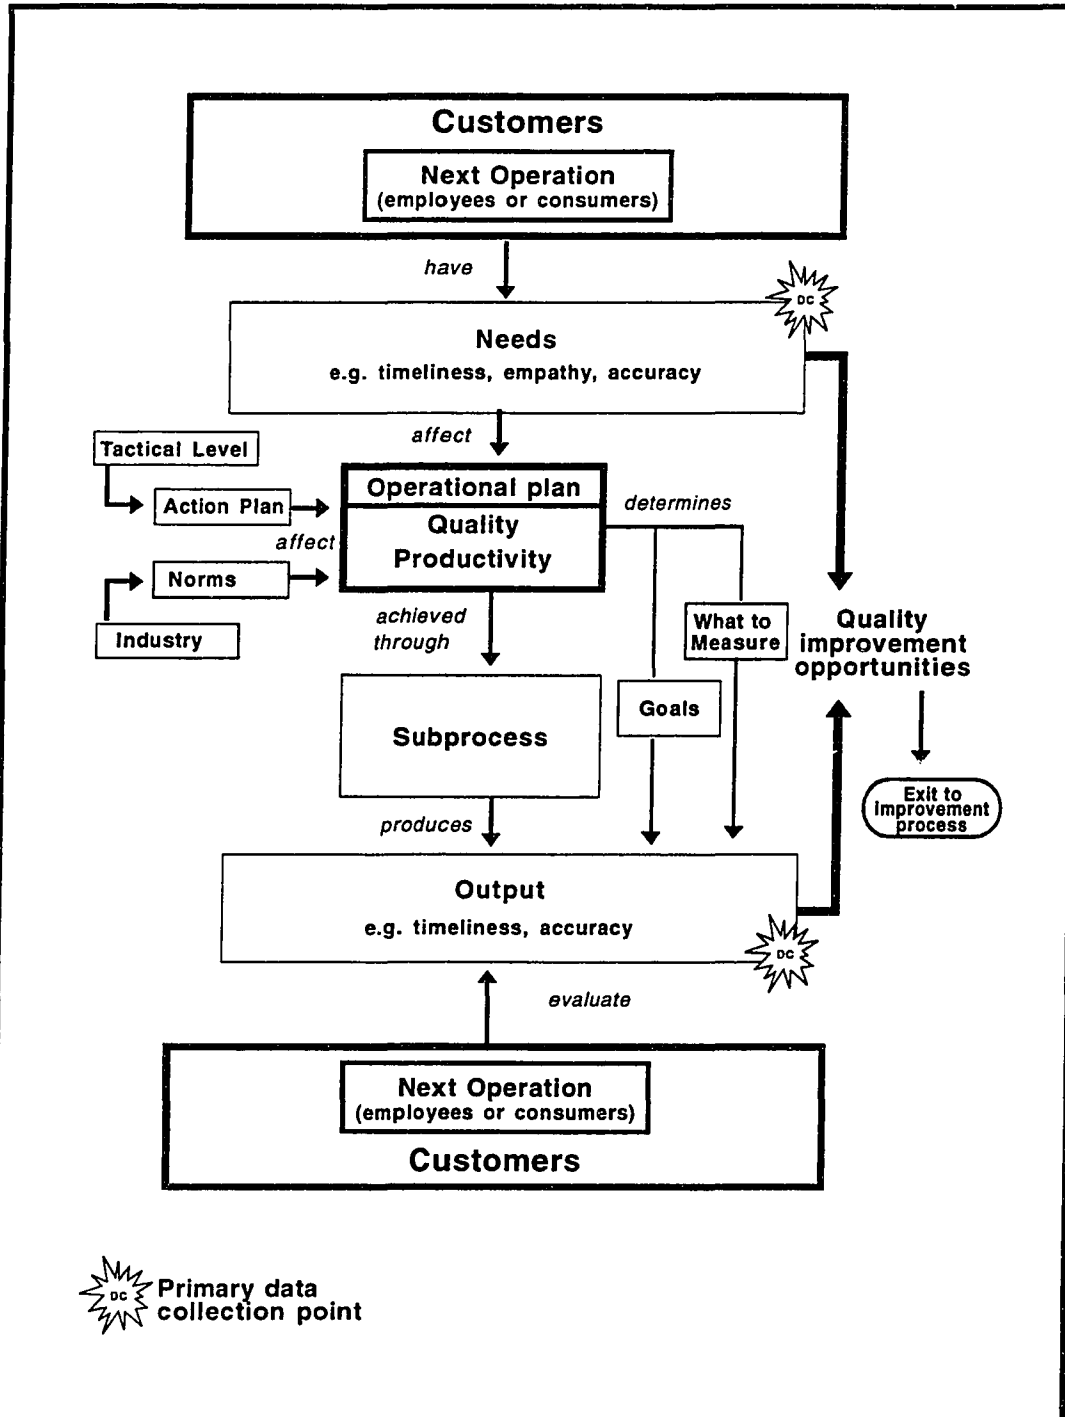 Customers
Next Operation
(employees or consumers)
have
DC
Needs
e.g. timeliness, empathy, accuracy
affect
Tactical Level
Action Plan
affect
Norms
Industry
Operational plan
Quality
Productivity
determines
achieved
through
What to
Measure
Goals
Quality
improvement
opportunities
Subprocess
Exit to
improvement
process
produces
Output
e.g. timeliness, accuracy
DC
evaluate
Next Operation
(employees or consumers)
Customers
DC
Primary data
collection point